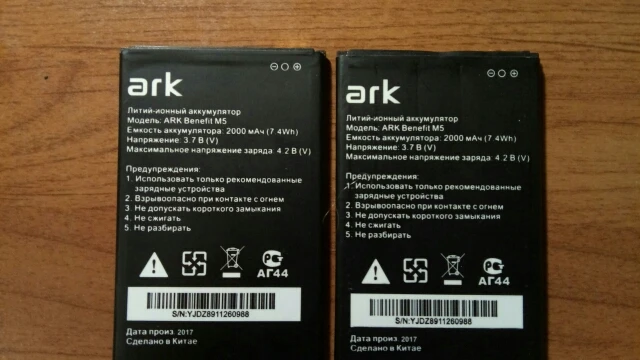 ark
Литий-ионный аккумулятор
Модель: ARK Benefit M5
Емкость аккумулятора: 2000 мАч (7.4Wh)
Напряжение: 3.7 В (V)
Максимальное напряжение заряда: 4.2 В (V)
Предупреждения:
1. Использовать только рекомендованные
зарядные устройства
2. Взрывоопасно при контакте с огнем
3. Не допускать короткого замыкания
4. Не сжигать
5. Не разбирать
АГ44
S/N:YJDZ8911260988
Дата произ. 2017
Сделано в Китае
ark
Литий-ионный аккумулятор
Модель: ARK Benefit M5
Емкость аккумулятора: 2000 мАч (7.4Wh)
Напряжение: 3.7 В (V)
Максимальное напряжение заряда: 4.2 В (V)
Предупреждения:
1. Использовать только рекомендованные
зарядные устройства
2. Взрывоопасно при контакте с огнем
3. Не допускать короткого замыкания
4. Не сжигать
5. Не разбирать
АГ44
S/N:YJDZ8911260988
Дата произ. 2017
Сделано в Китае